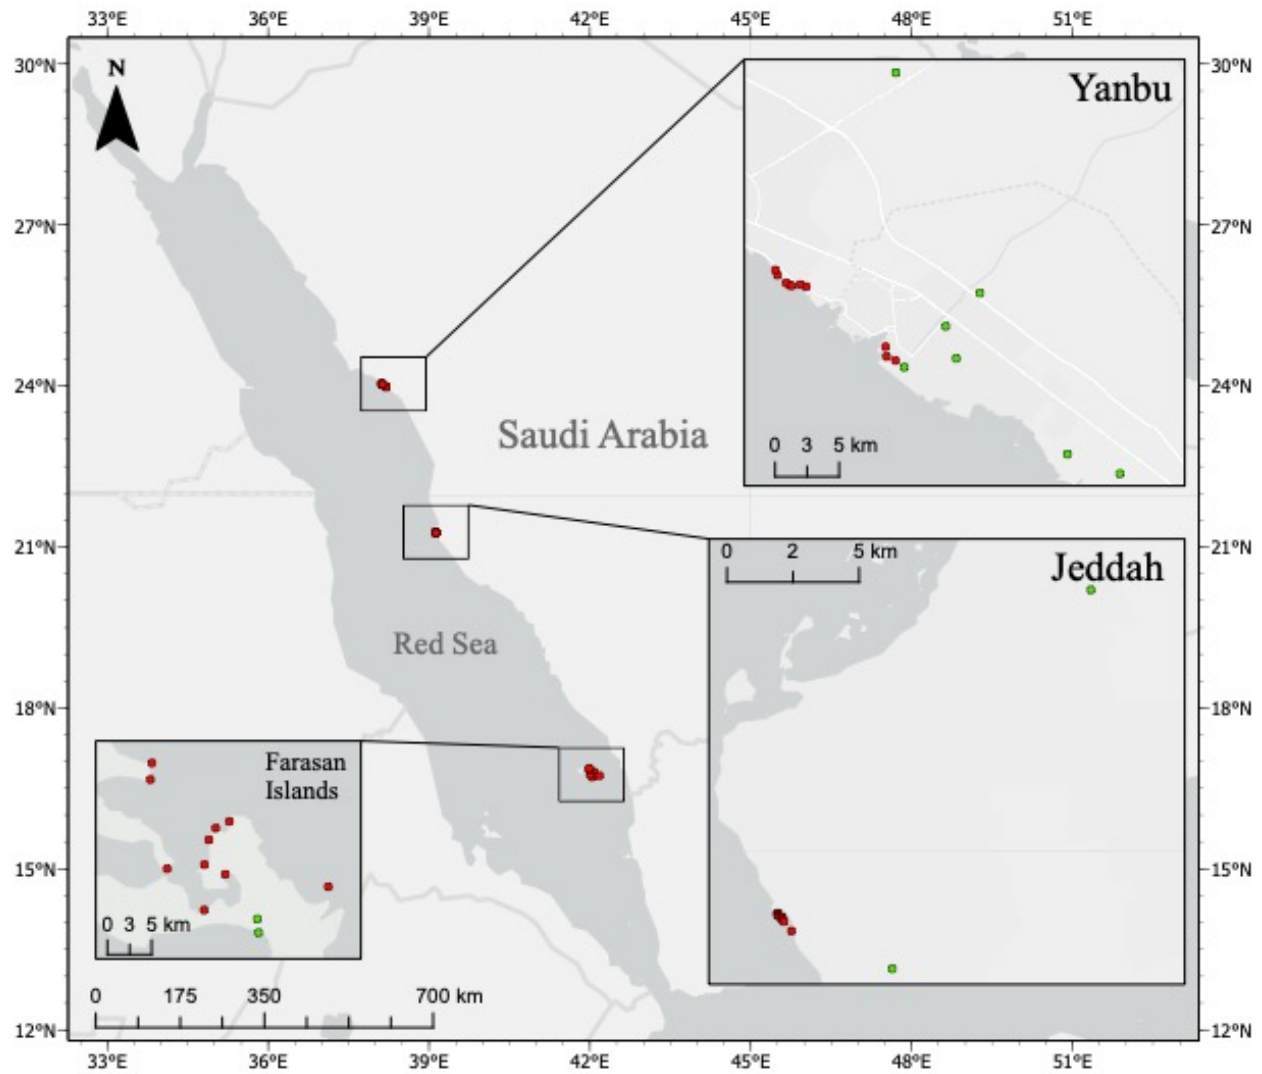 33°E 36°E 39°E 42°E 45°E 48°E 51°E
30°N 30°N
N
Yanbu
27°N 27°N
24°N 24°N
Saudi Arabia
0 3 5 km
21°N 21°N
0 2 5 km
Jeddah
Red Sea
18°N 18°N
Farasan
Islands
15°N 15°N
0 3 5 km
0 175 350 700 km
12°N 12°N
33°E 36°E 39°E 42°E 45°E 48°E 51°E